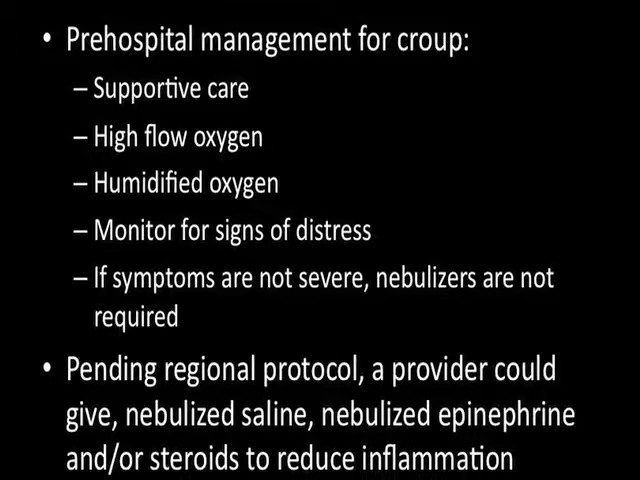 • Prehospital management for croup:
– Supportive care
– High flow oxygen
– Humidified oxygen
– Monitor for signs of distress
– If symptoms are not severe, nebulizers are not
required
• Pending regional protocol, a provider could
give, nebulized saline, nebulized epinephrine
and/or steroids to reduce inflammation